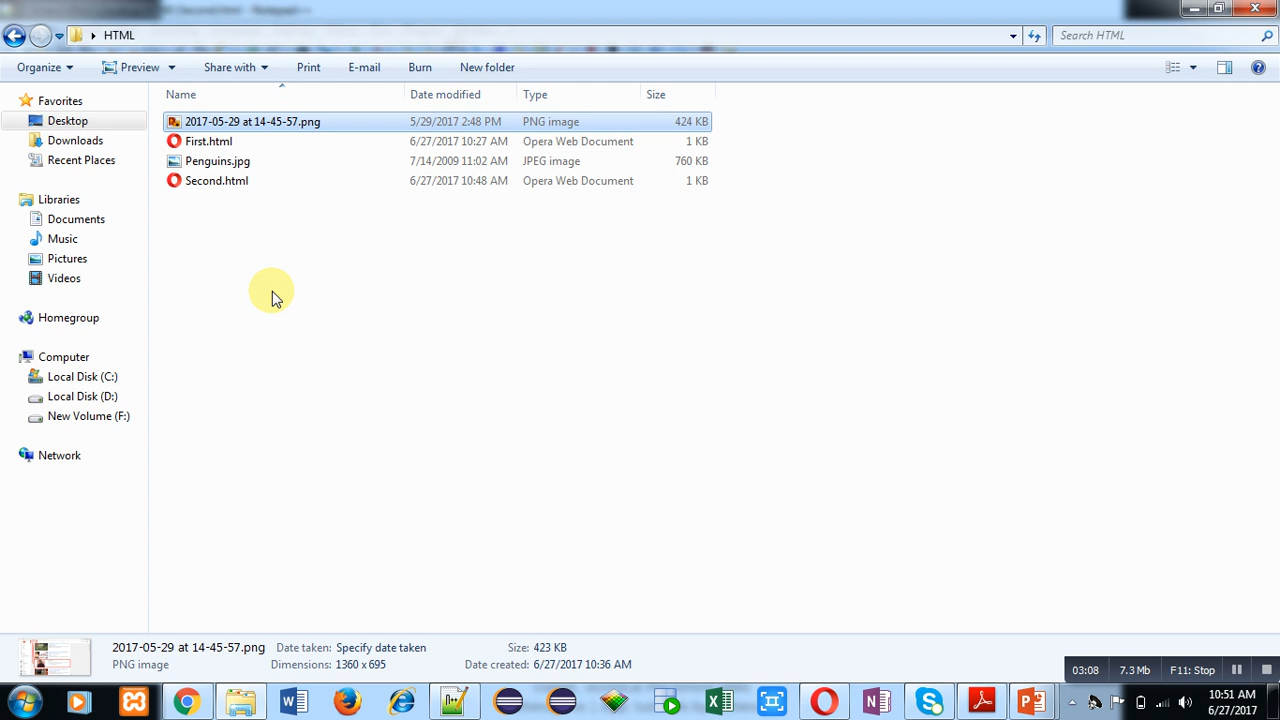 HTML
Search HTML
Organize Preview Share with Print E-mail Burn New folder
Name Date modified Type Size
Favorites
Desktop
Downloads
Recent Places
Libraries
Documents
Music
Pictures
Videos
Homegroup
Computer
Local Disk (C:)
Local Disk (D:)
New Volume (F:)
Network
2017-05-29 at 14-45-57.png 5/29/2017 2:48 PM PNG image 424 KB
First.html 6/27/2017 10:27 AM Opera Web Document 1 KB
Penguins.jpg 7/14/2009 11:02 AM JPEG image 760 KB
Second.html 6/27/2017 10:48 AM Opera Web Document 1 KB
2017-05-29 at 14-45-57.png Date taken: Specify date taken Size: 423 KB
PNG image Dimensions: 1360 x 695 Date created: 6/27/2017 10:36 AM
03:08 7.3 Mb F11: Stop
10:51 AM
6/27/2017